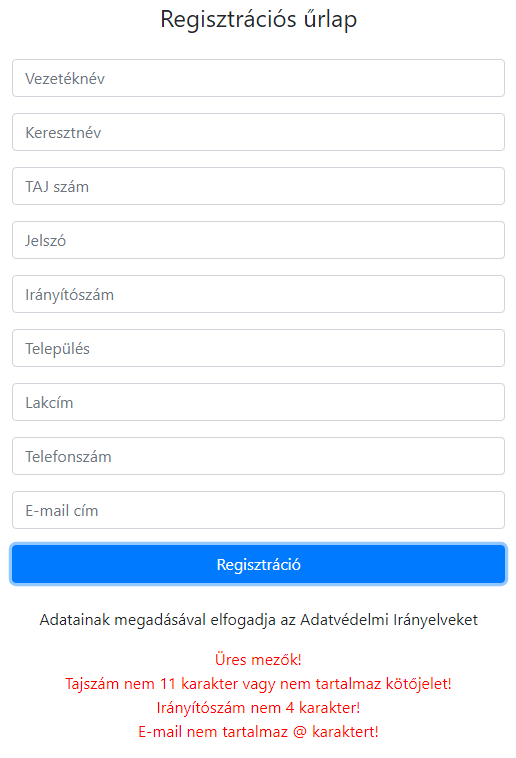 Regisztrációs űrlap
Vezetéknév
Keresztnév
TAJ szám
Jelszó
Irányítószám
Település
Lakcím
Telefonszám
E-mail cím
Regisztráció
Adatainak megadásával elfogadja az Adatvédelmi Irányelveket
Üres mezők!
Tajszám nem 11 karakter vagy nem tartalmaz kötőjelet!
Irányítószám nem 4 karakter!
E-mail nem tartalmaz @ karaktert!